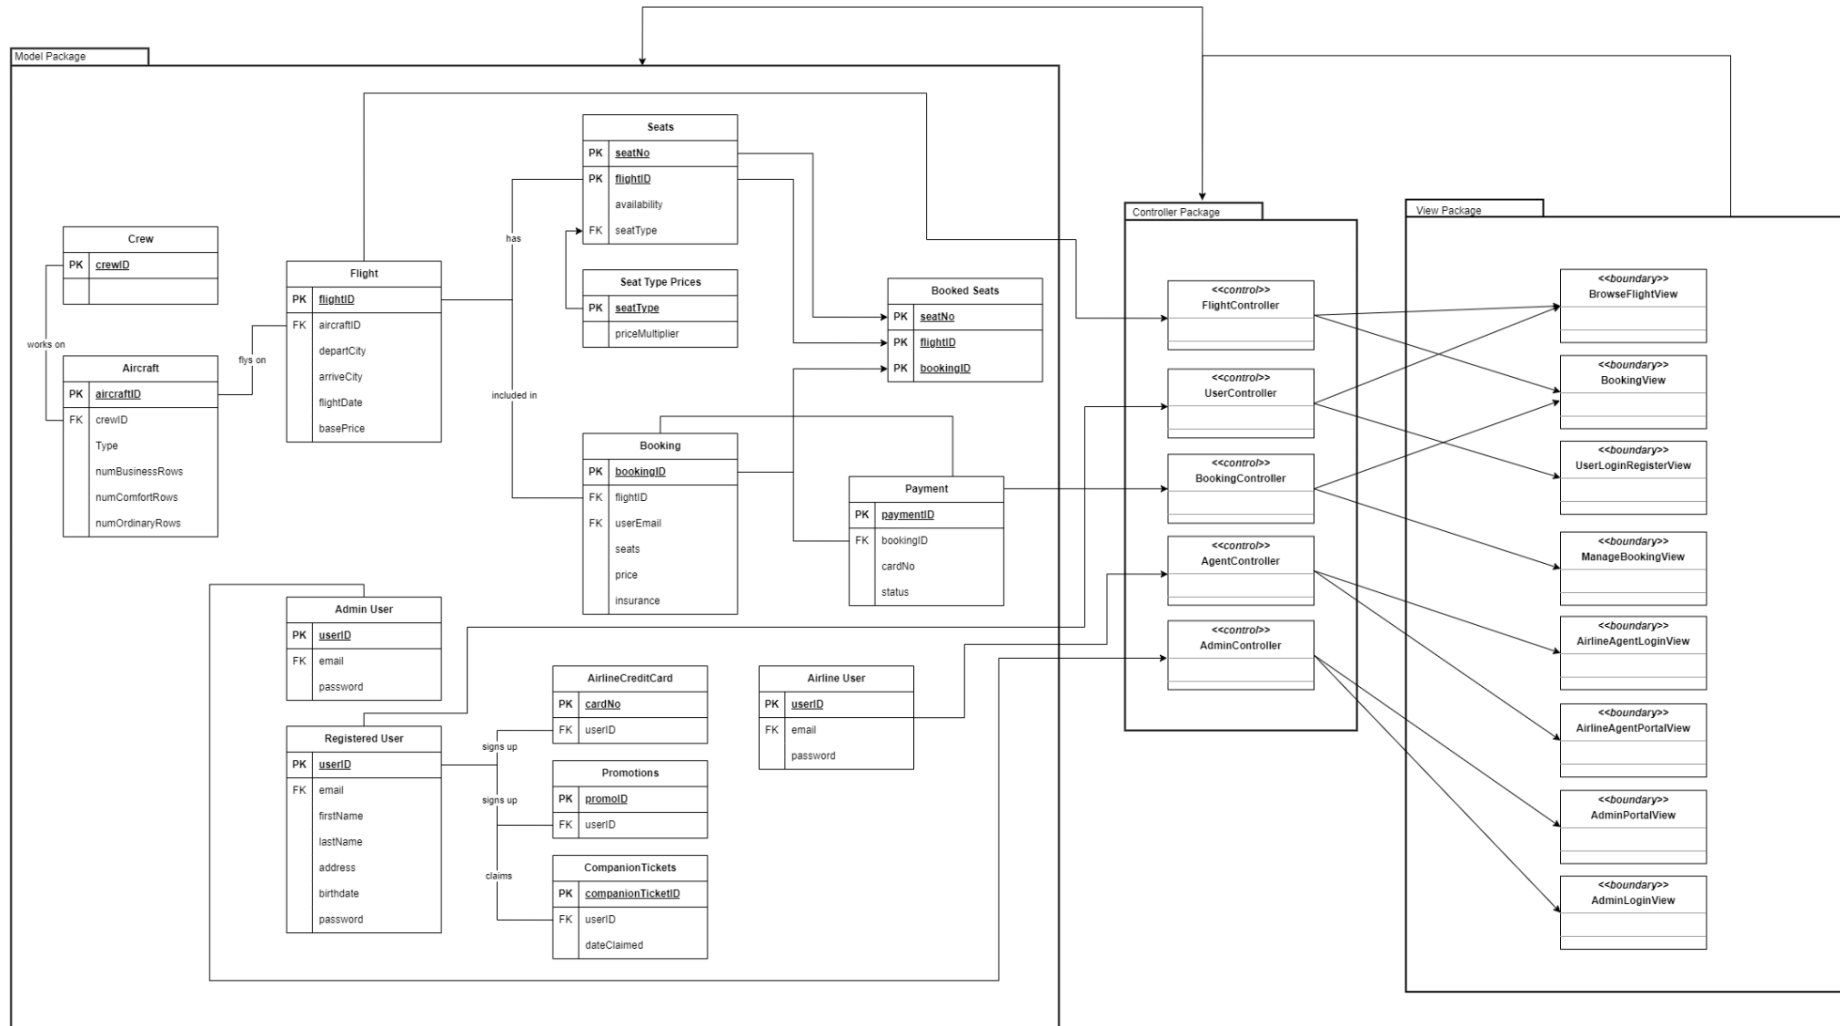 Model Package
Crew
PK crewID
works on
Aircraft
PK aircraftID
FK crewID
Type
numBusinessRows
numComfortRows
numOrdinaryRows
flys on
Flight
PK flightID
FK aircraftID
departCity
arriveCity
flightDate
basePrice
has
included in
Seats
PK seatNo
PK flightID
availability
FK seatType
Seat Type Prices
PK seatType
priceMultiplier
Booked Seats
PK seatNo
PK flightID
PK bookingID
Booking
PK bookingID
FK flightID
FK userEmail
seats
price
insurance
Payment
PK paymentID
FK bookingID
cardNo
status
Admin User
PK userID
FK email
password
Registered User
PK userID
FK email
firstName
lastName
address
birthdate
password
signs up
signs up
claims
AirlineCreditCard
PK cardNo
FK userID
Promotions
PK promoID
FK userID
CompanionTickets
PK companionTicketID
FK userID
dateClaimed
Airline User
PK userID
FK email
password
Controller Package
<<control>>
FlightController
<<control>>
UserController
<<control>>
BookingController
<<control>>
AgentController
<<control>>
AdminController
View Package
<<boundary>>
BrowseFlightView
<<boundary>>
BookingView
<<boundary>>
UserLoginRegisterView
<<boundary>>
ManageBookingView
<<boundary>>
AirlineAgentLoginView
<<boundary>>
AirlineAgentPortalView
<<boundary>>
AdminPortalView
<<boundary>>
AdminLoginView